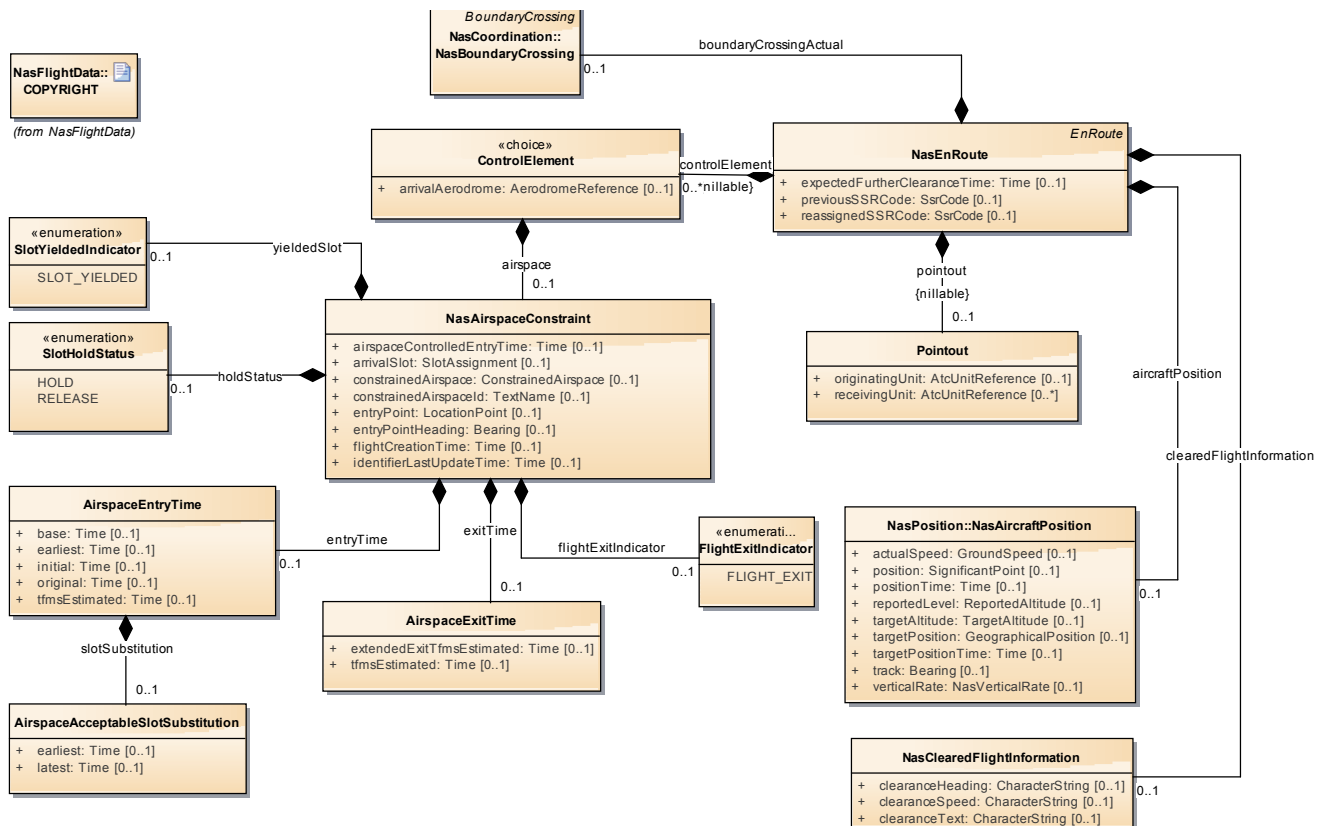 BoundaryCrossing
NasCoordination::
NasBoundaryCrossing
boundaryCrossingActual
0..1
NasFlightData::
COPYRIGHT
(from NasFlightData)
«choice»
ControlElement
+ arrivalAerodrome: AerodromeReference [0..1]
controlElement
0..*nillable}
EnRoute
NasEnRoute
+ expectedFurtherClearanceTime: Time [0..1]
+ previousSSRCode: SsrCode [0..1]
+ reassignedSSRCode: SsrCode [0..1]
«enumeration»
SlotYieldedIndicator
SLOT_YIELDED
0..1
yieldedSlot
airspace
0..1
pointout
{nillable}
0..1
«enumeration»
SlotHoldStatus
HOLD
RELEASE
0..1
holdStatus
NasAirspaceConstraint
+ airspaceControlledEntryTime: Time [0..1]
+ arrivalSlot: SlotAssignment [0..1]
+ constrainedAirspace: ConstrainedAirspace [0..1]
+ constrainedAirspaceId: TextName [0..1]
+ entryPoint: LocationPoint [0..1]
+ entryPointHeading: Bearing [0..1]
+ flightCreationTime: Time [0..1]
+ identifierLastUpdateTime: Time [0..1]
Pointout
+ originatingUnit: AtcUnitReference [0..1]
+ receivingUnit: AtcUnitReference [0..*]
aircraftPosition
clearedFlightInformation
AirspaceEntryTime
+ base: Time [0..1]
+ earliest: Time [0..1]
+ initial: Time [0..1]
+ original: Time [0..1]
+ tfmsEstimated: Time [0..1]
0..1
entryTime
exitTime
0..1
flightExitIndicator
0..1
«enumerati...
FlightExitIndicator
FLIGHT_EXIT
NasPosition::NasAircraftPosition
+ actualSpeed: GroundSpeed [0..1]
+ position: SignificantPoint [0..1]
+ positionTime: Time [0..1]
+ reportedLevel: ReportedAltitude [0..1]
+ targetAltitude: TargetAltitude [0..1]
+ targetPosition: GeographicalPosition [0..1]
+ targetPositionTime: Time [0..1]
+ track: Bearing [0..1]
+ verticalRate: NasVerticalRate [0..1]
0..1
AirspaceExitTime
+ extendedExitTfmsEstimated: Time [0..1]
+ tfmsEstimated: Time [0..1]
slotSubstitution
0..1
AirspaceAcceptableSlotSubstitution
+ earliest: Time [0..1]
+ latest: Time [0..1]
NasClearedFlightInformation
+ clearanceHeading: CharacterString [0..1]
+ clearanceSpeed: CharacterString [0..1]
+ clearanceText: CharacterString [0..1]
0..1